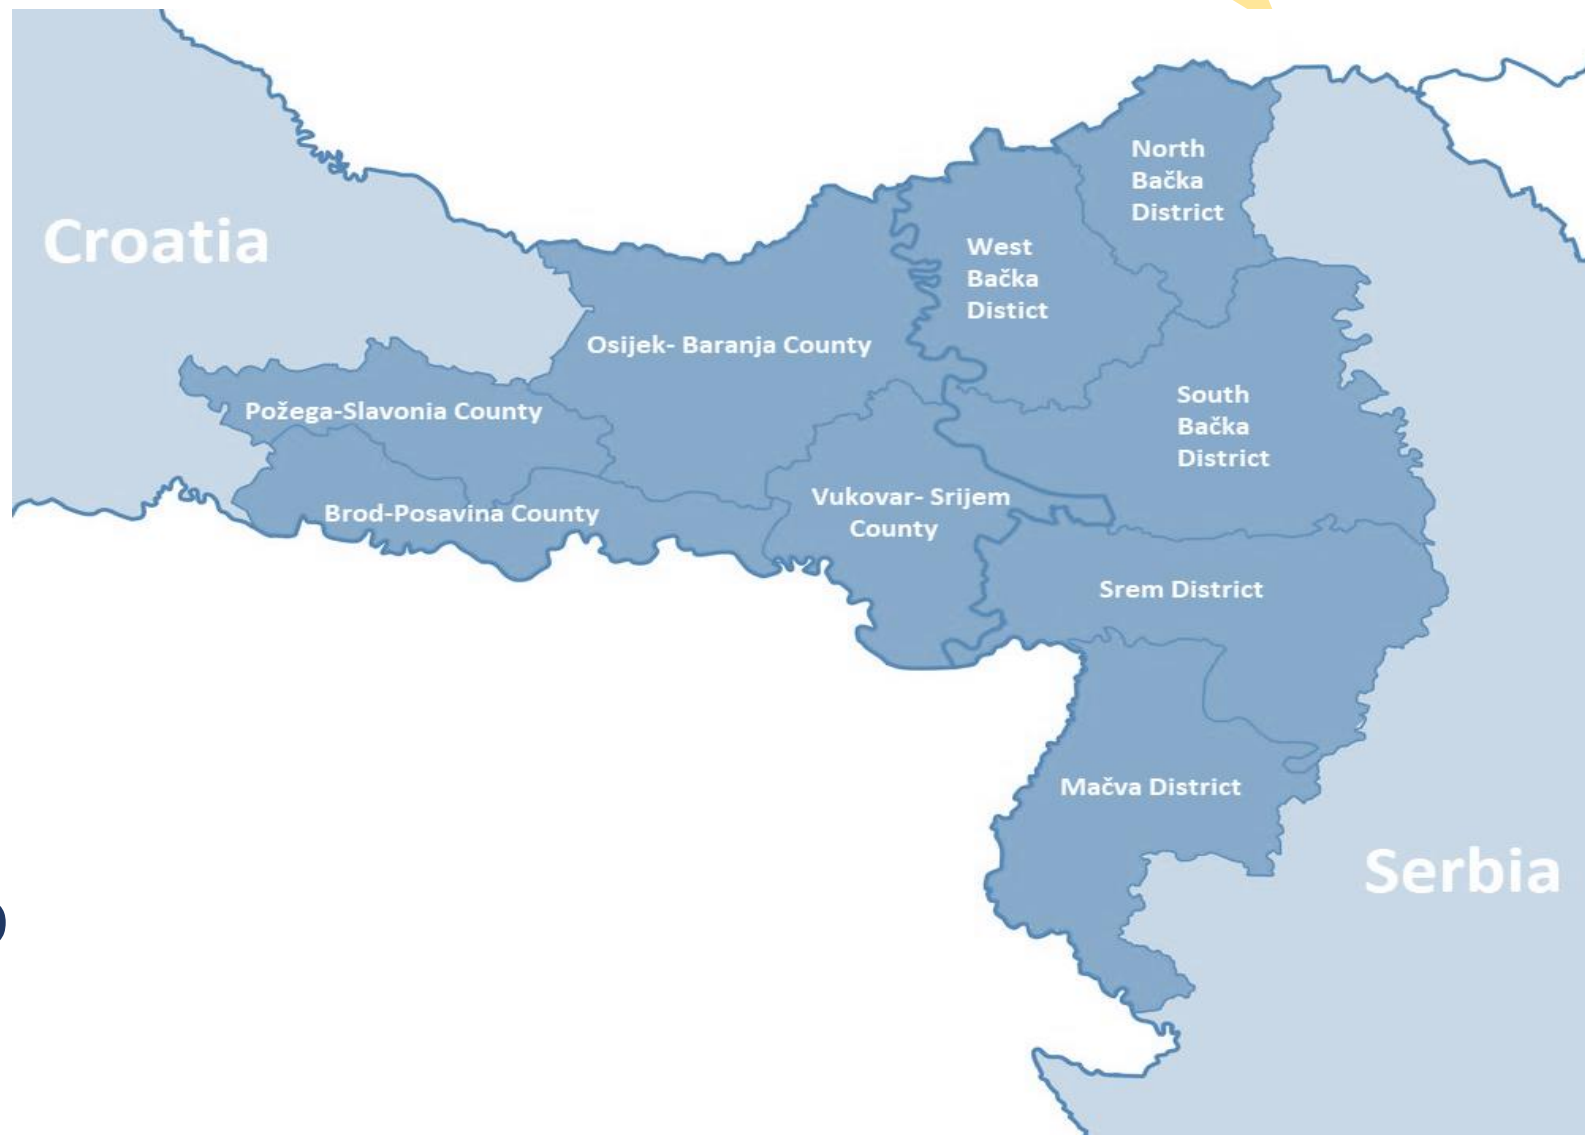 North
Bačka
District
Croatia
West
Bačka
Distict
Osijek- Baranja County
South
Bačka
District
Požega-Slavonia County
Vukovar- Srijem
County
Brod-Posavina County
Srem District
Mačva District
Serbia